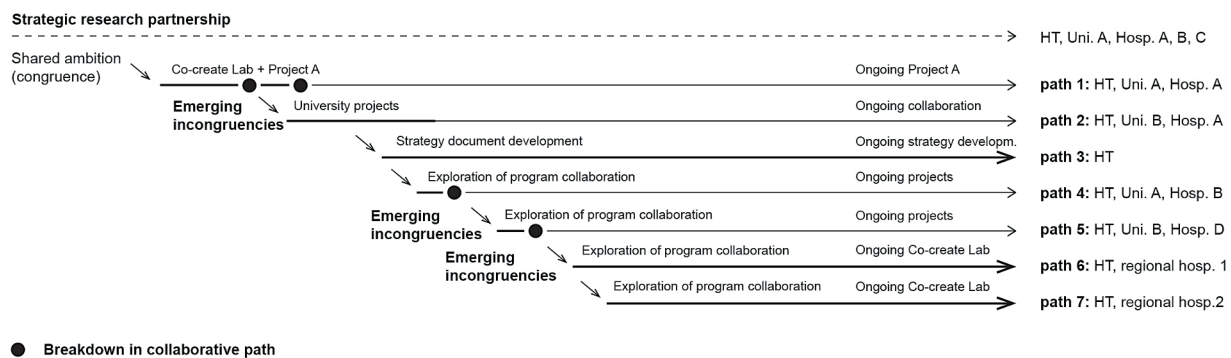 Strategic research partnership
HT, Uni. A, Hosp. A, B, C
Shared ambition
(congruence)
Co-create Lab + Project A
Ongoing Project A
path 1: HT, Uni. A, Hosp. A
Emerging
incongruencies
University projects
Ongoing collaboration
path 2: HT, Uni. B, Hosp. A
Strategy document development
Ongoing strategy developm.
path 3: HT
Exploration of program collaboration
Ongoing projects
path 4: HT, Uni. A, Hosp. B
Emerging
incongruencies
Exploration of program collaboration
Ongoing projects
path 5: HT, Uni. B, Hosp. D
Emerging
incongruencies
Exploration of program collaboration
Ongoing Co-create Lab
path 6: HT, regional hosp. 1
Exploration of program collaboration
Ongoing Co-create Lab
path 7: HT, regional hosp.2
Breakdown in collaborative path